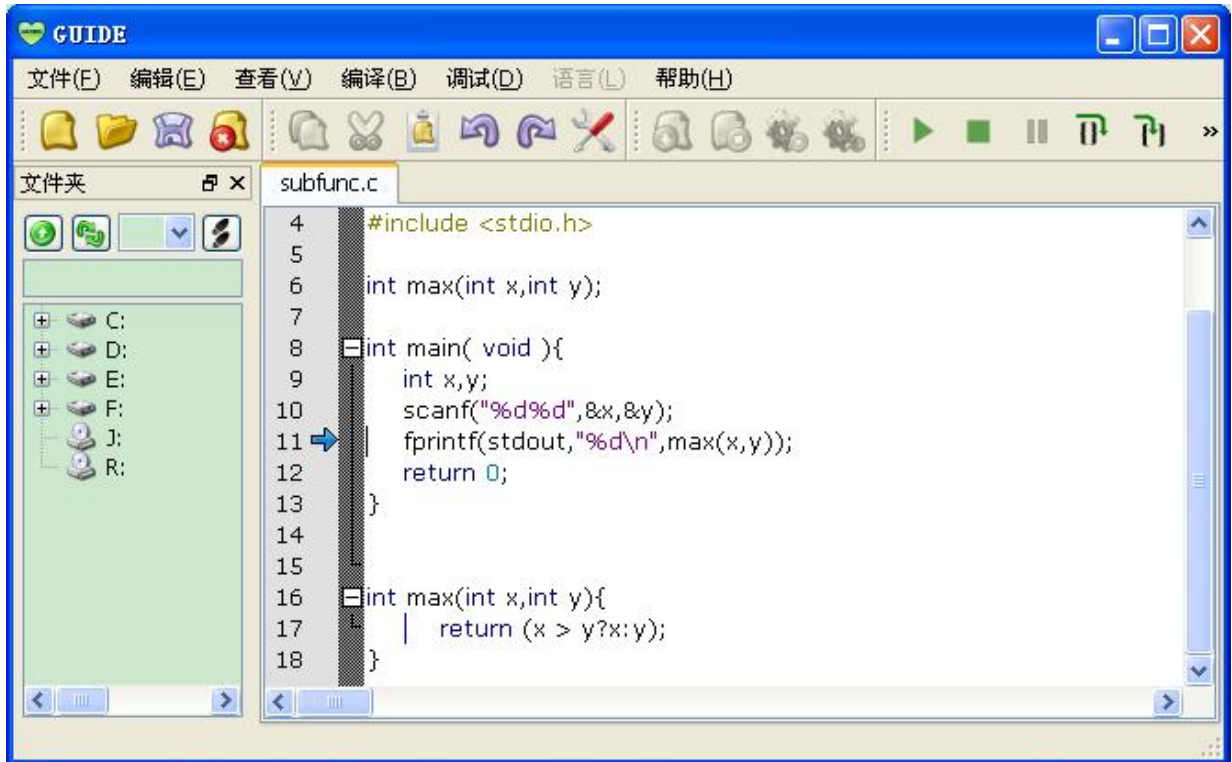 GUIDE
文件(F) 编辑(E) 查看(V) 编译(B) 调试(D) 语言(L) 帮助(H)
文件夹
C:
D:
E:
F:
J:
R:
subfunc.c
4 #include <stdio.h>
5
6 int max(int x,int y);
7
8 int main( void ){
9 int x,y;
10 scanf("%d%d",&x,&y);
11 fprintf(stdout,"%d\n",max(x,y));
12 return 0;
13 }
14
15
16 int max(int x,int y){
17 return (x > y?x:y);
18 }